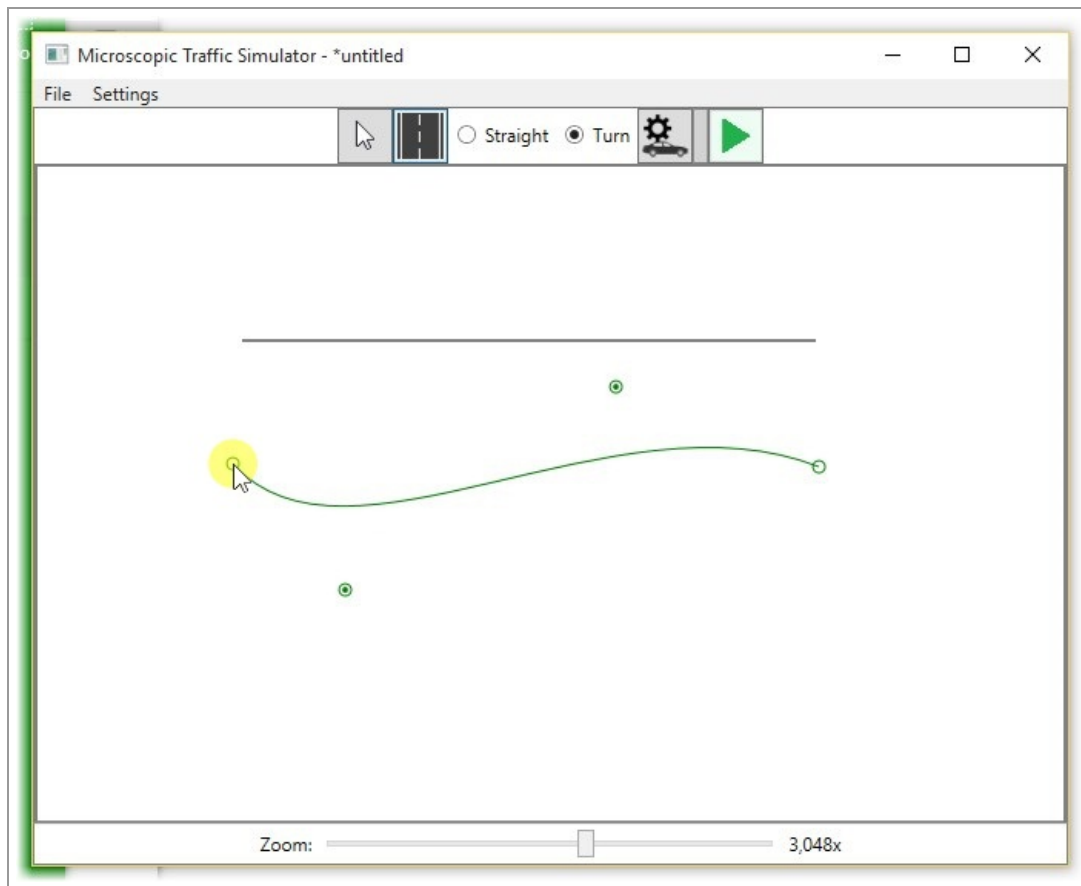 Microscopic Traffic Simulator - *untitled
File Settings
Straight Turn
Zoom: 3,048x